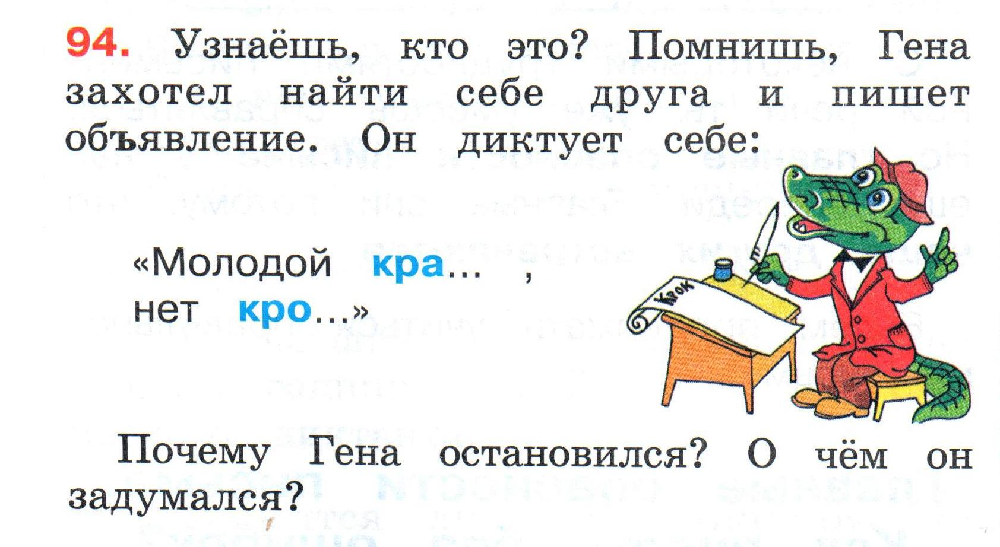 94. Узнаёшь, кто это? Помнишь, Гена
захотел найти себе друга и пишет
объявление. Он диктует себе:
«Молодой кра... ,
нет кро...»
Крок
Почему Гена остановился? О чём он
задумался?